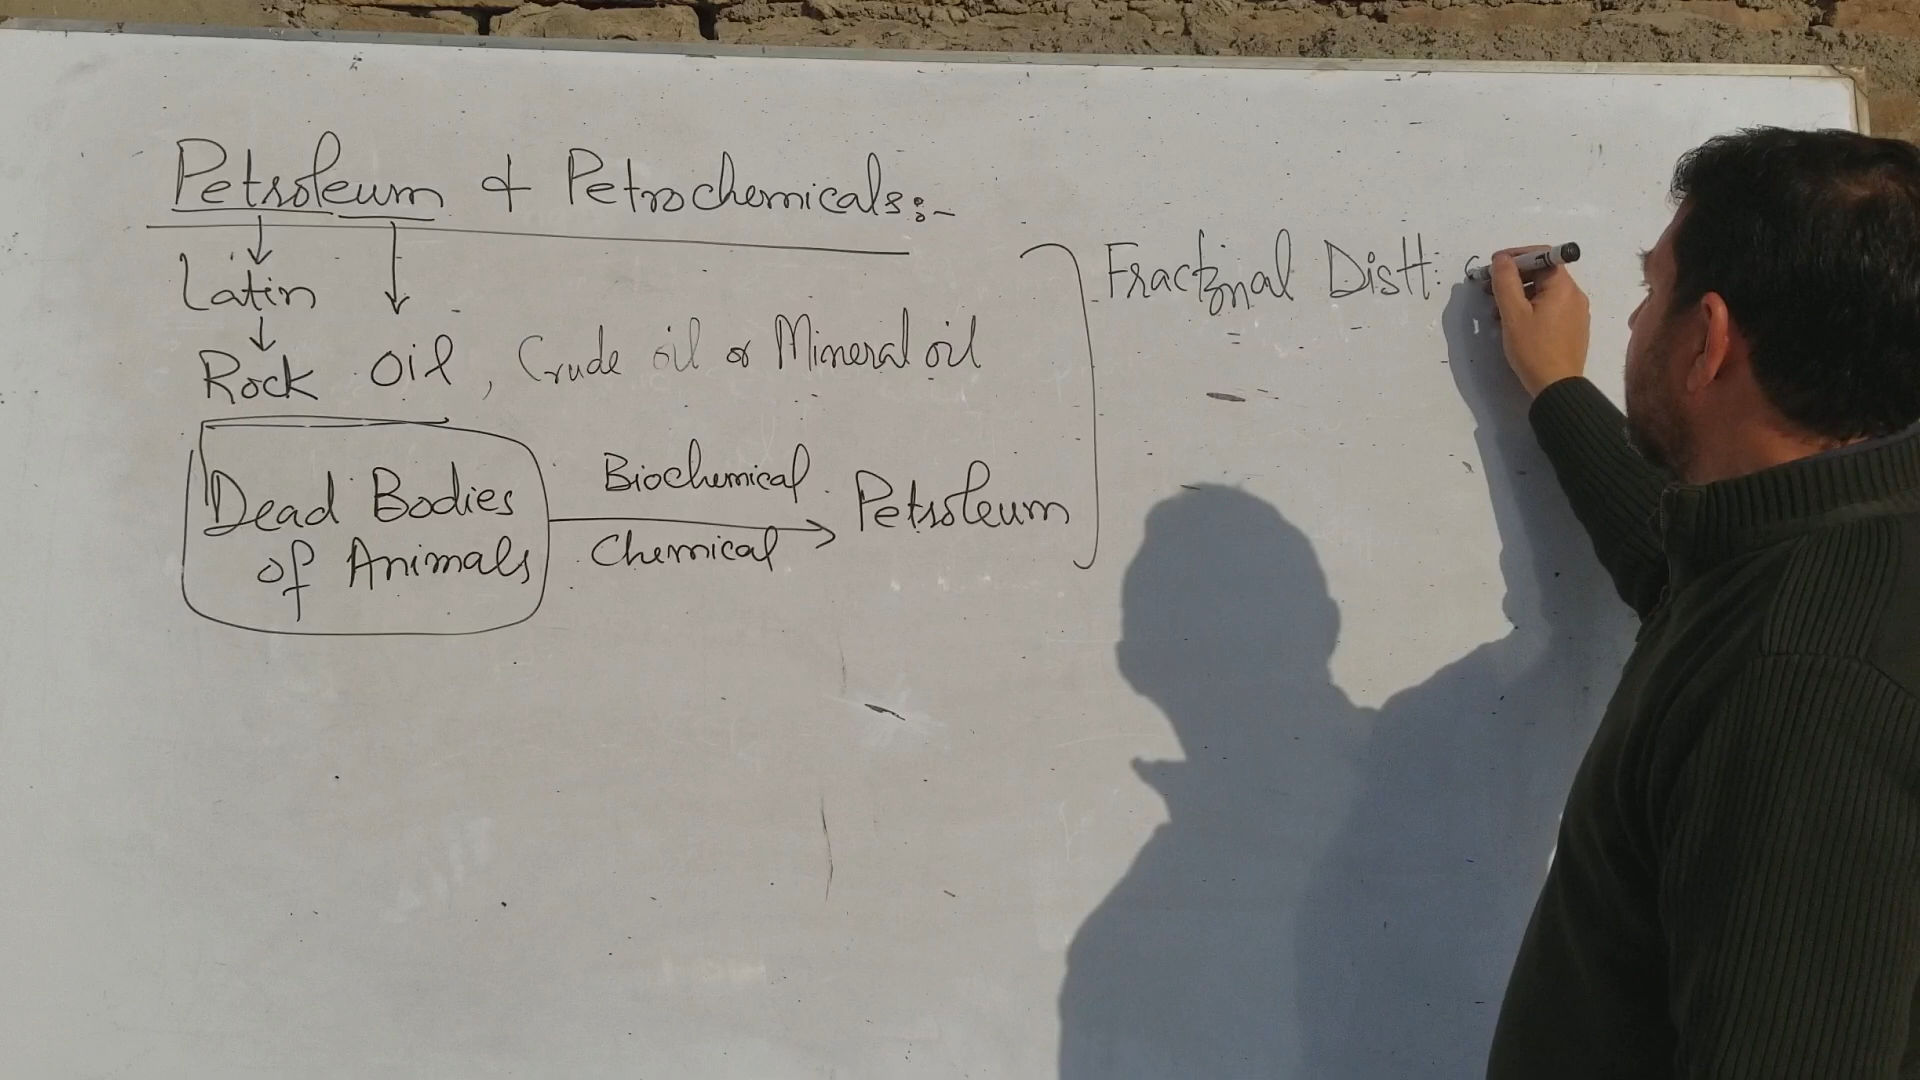 Petroleum & Petrochemicals:-
Latin
Rock Oil, Crude oil or Mineral oil
Dead Bodies
of Animals
Biochemical
Chemical
Petroleum
Fractional Distt: